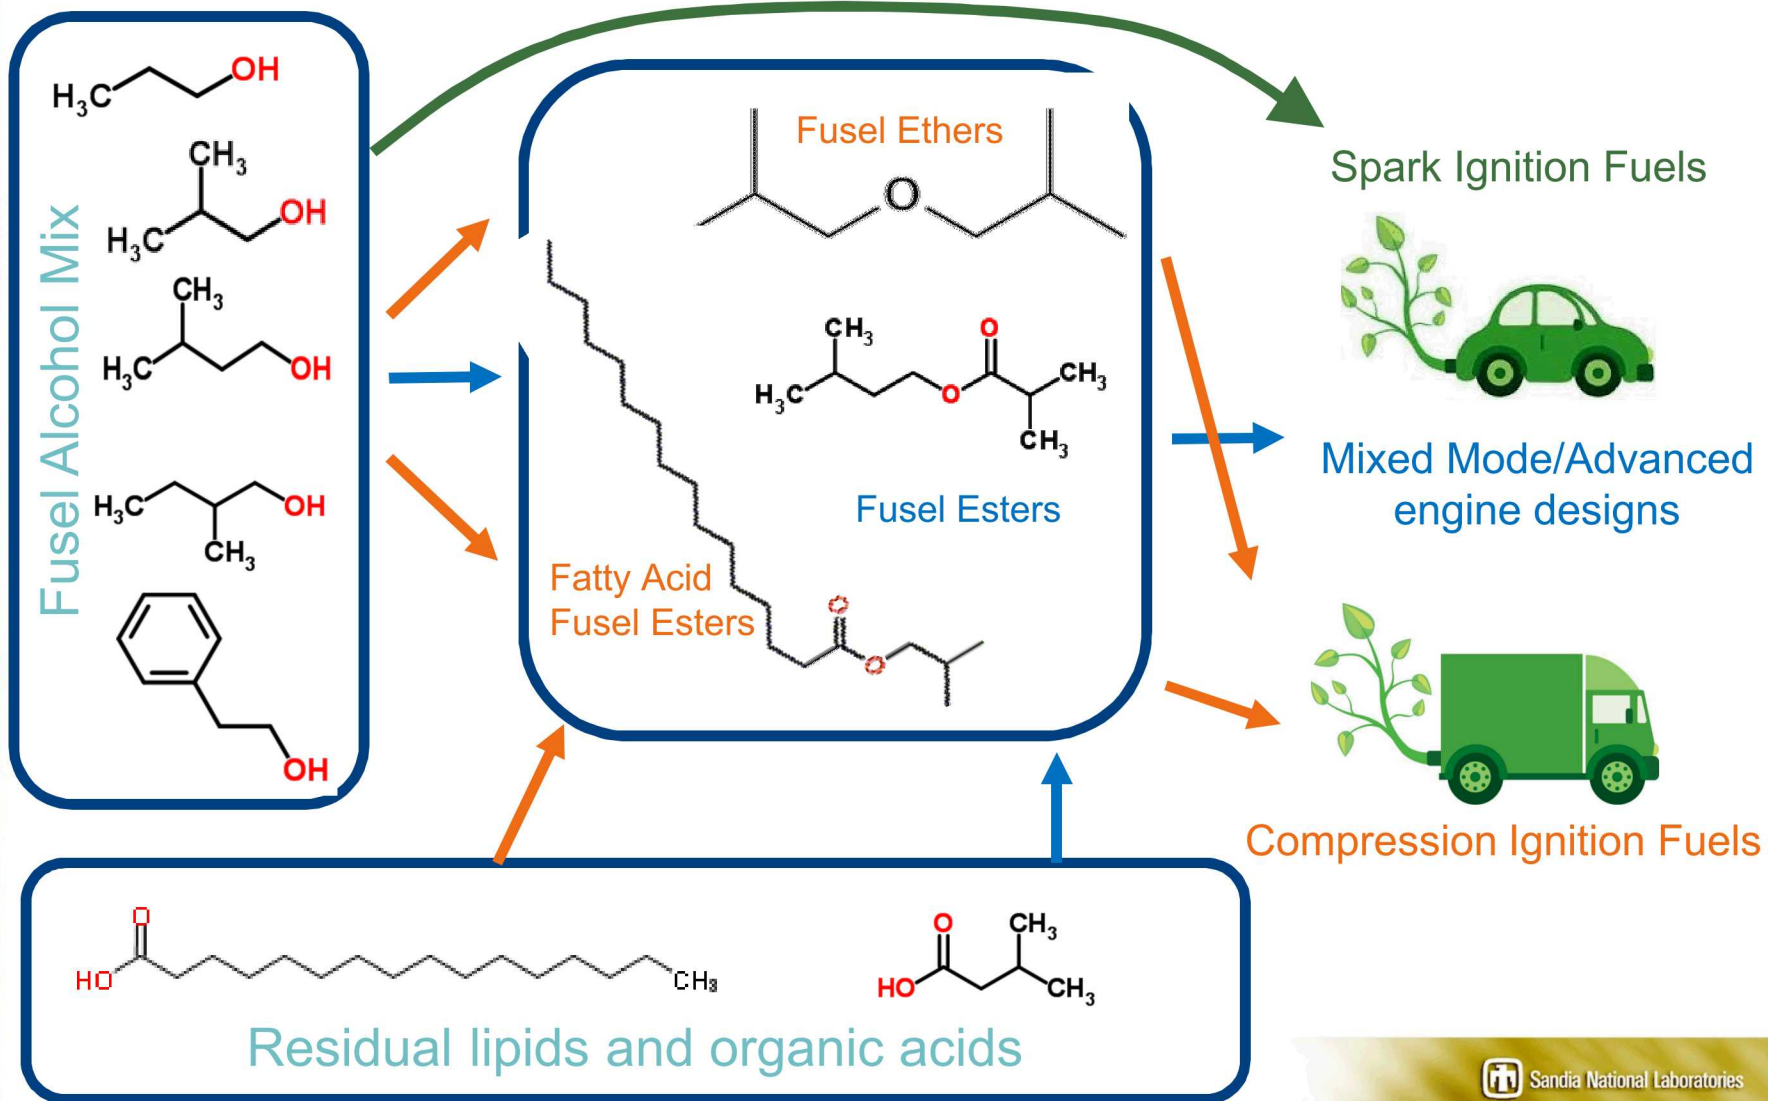 Fusel Alcohol Mix
H₃C
OH
CH₃
H₃C
OH
CH₃
H₃C
OH
H₃C
OH
CH₃
OH
Fusel Ethers
O
CH₃
O
H₃C
O
CH₃
CH₃
Fusel Esters
Fatty Acid
Fusel Esters
O
O
Spark Ignition Fuels
Mixed Mode/Advanced
engine designs
Compression Ignition Fuels
O
HO
CH₃
O
CH₃
HO
CH₃
Residual lipids and organic acids
Sandia National Laboratories